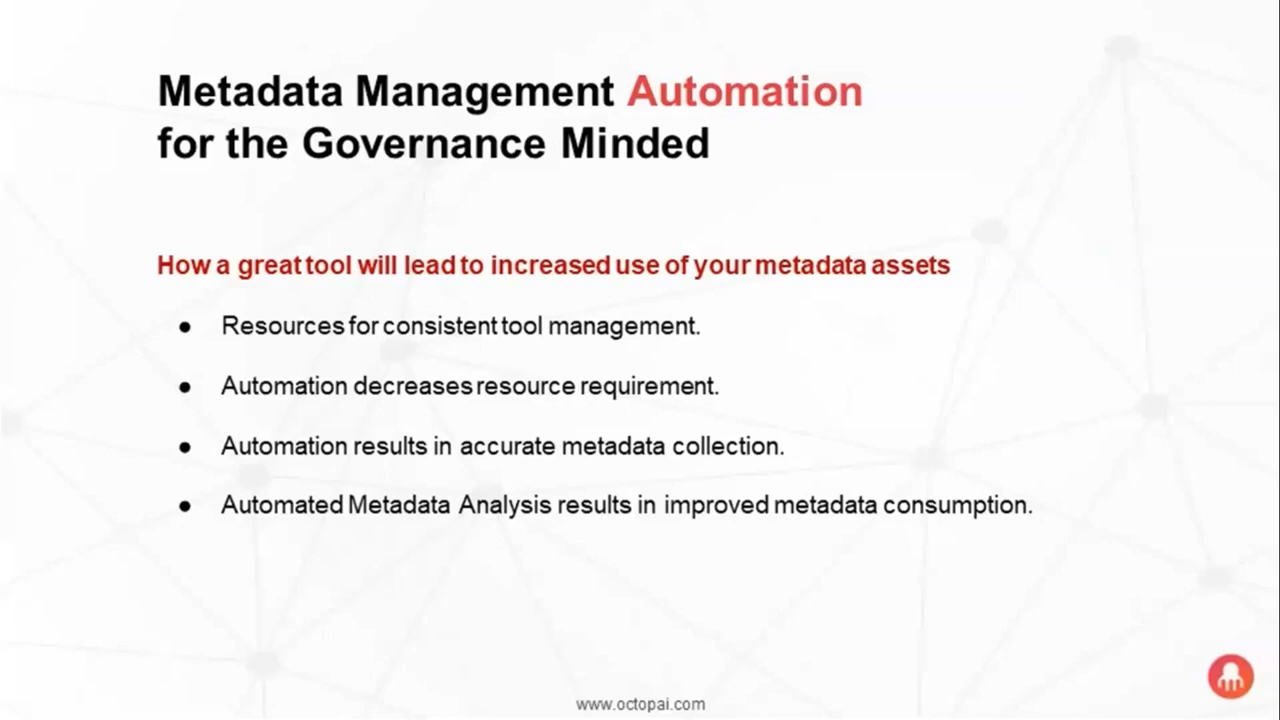 Metadata Management Automation
for the Governance Minded
How a great tool will lead to increased use of your metadata assets
● Resources for consistent tool management.
● Automation decreases resource requirement.
● Automation results in accurate metadata collection.
● Automated Metadata Analysis results in improved metadata consumption.
www.octopai.com